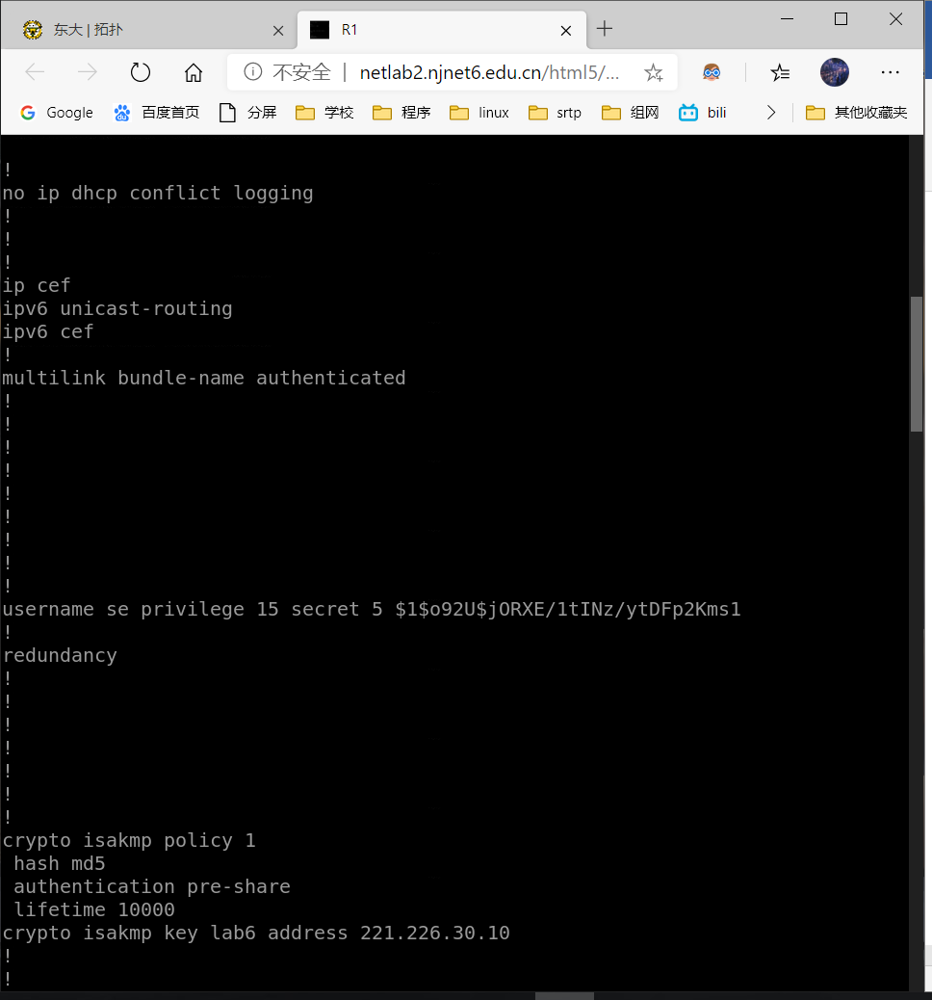 东大 | 拓扑
R1
不安全 | netlab2.njnet6.edu.cn/html5/...
Google 百度首页 分屏 学校 程序 linux srtp 组网 bili 其他收藏夹
!
no ip dhcp conflict logging
!
!
!
ip cef
ipv6 unicast-routing
ipv6 cef
!
multilink bundle-name authenticated
!
!
!
!
!
!
!
!
!
username se privilege 15 secret 5 $1$o92U$jORXE/1tINz/ytDFp2Kms1
!
redundancy
!
!
!
!
!
!
!
crypto isakmp policy 1
 hash md5
 authentication pre-share
 lifetime 10000
crypto isakmp key lab6 address 221.226.30.10
!
!